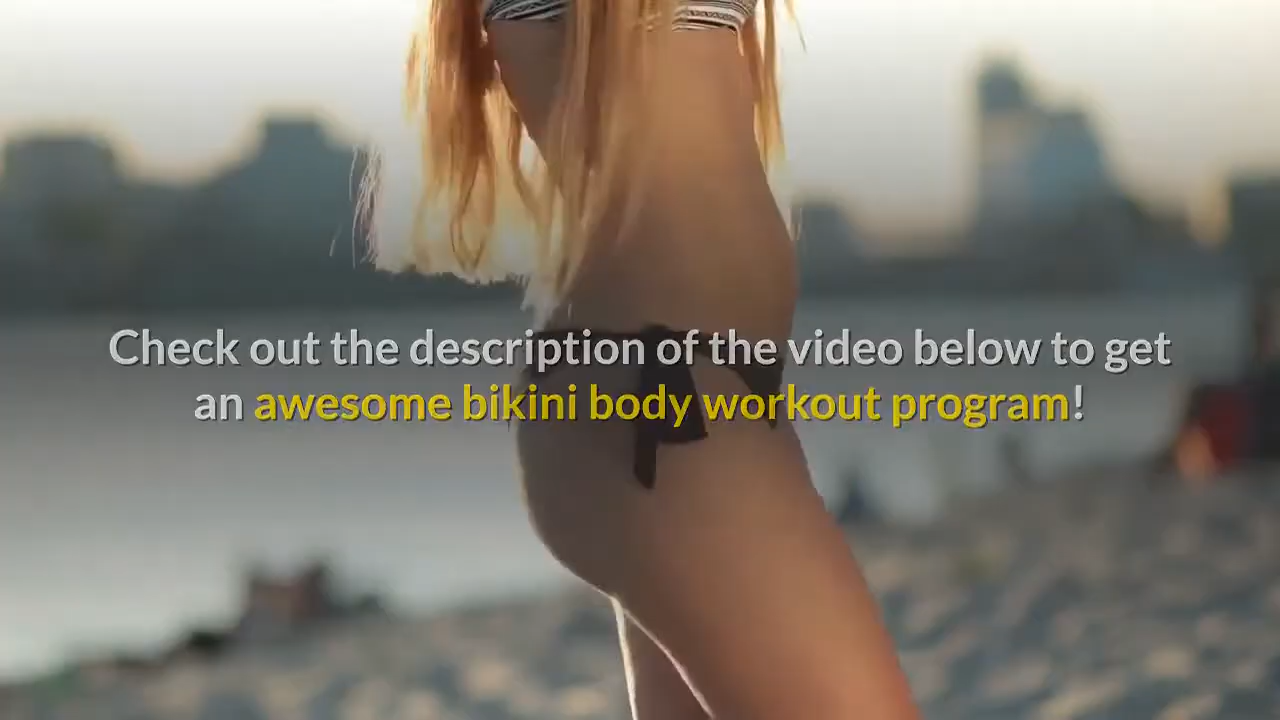 Check out the description of the video below to get
an awesome bikini body workout program!